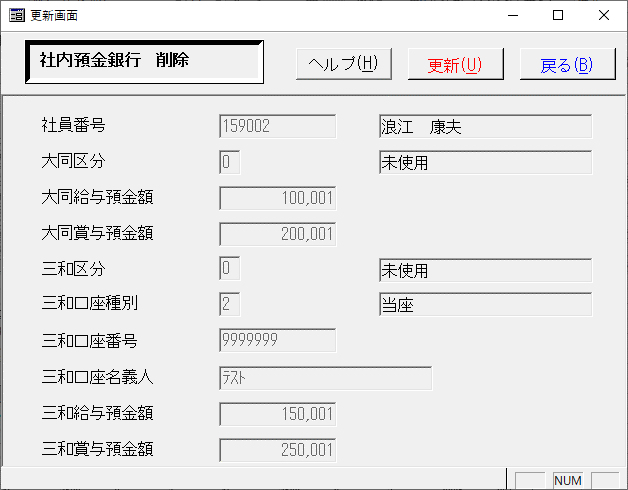 更新画面
社内預金銀行　削除
ヘルプ(H)
更新(U)
戻る(B)
社員番号 159002 浪江　康夫
大同区分 0 未使用
大同給与預金額 100,001
大同賞与預金額 200,001
三和区分 0 未使用
三和口座種別 2 当座
三和口座番号 9999999
三和口座名義人 ﾃｽﾄ
三和給与預金額 150,001
三和賞与預金額 250,001
NUM